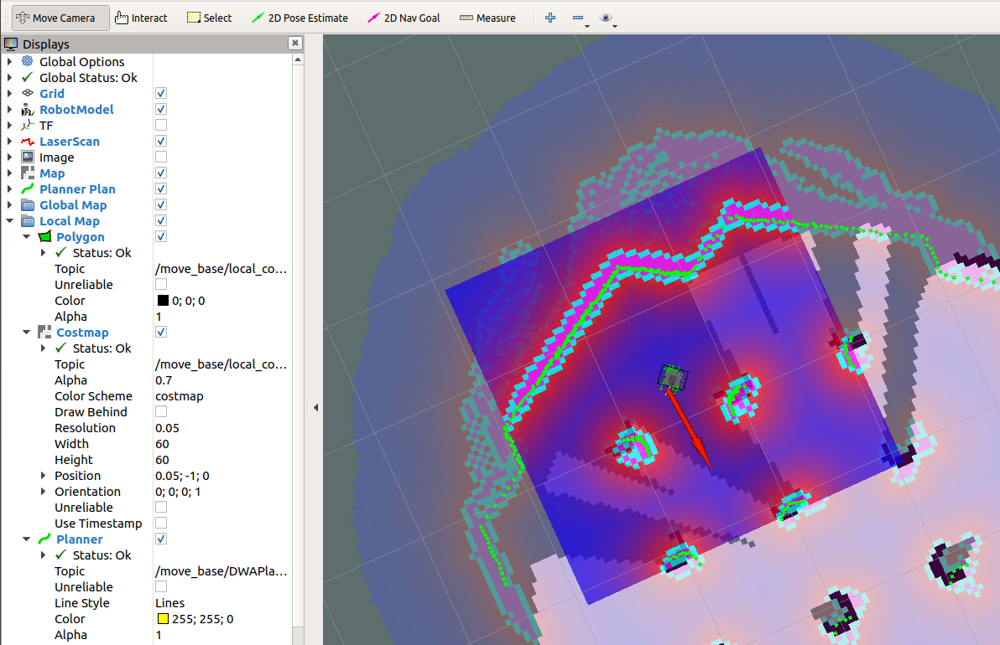 Move Camera Interact Select 2D Pose Estimate 2D Nav Goal Measure
Displays
Global Options
Global Status: Ok
Grid
RobotModel
TF
LaserScan
Image
Map
Planner Plan
Global Map
Local Map
Polygon
Status: Ok
Topic /move_base/local_co...
Unreliable
Color 0; 0; 0
Alpha 1
Costmap
Status: Ok
Topic /move_base/local_co...
Alpha 0.7
Color Scheme costmap
Draw Behind
Resolution 0.05
Width 60
Height 60
Position 0.05; -1; 0
Orientation 0; 0; 0; 1
Unreliable
Use Timestamp
Planner
Status: Ok
Topic /move_base/DWAPla...
Unreliable
Line Style Lines
Color 255; 255; 0
Alpha 1